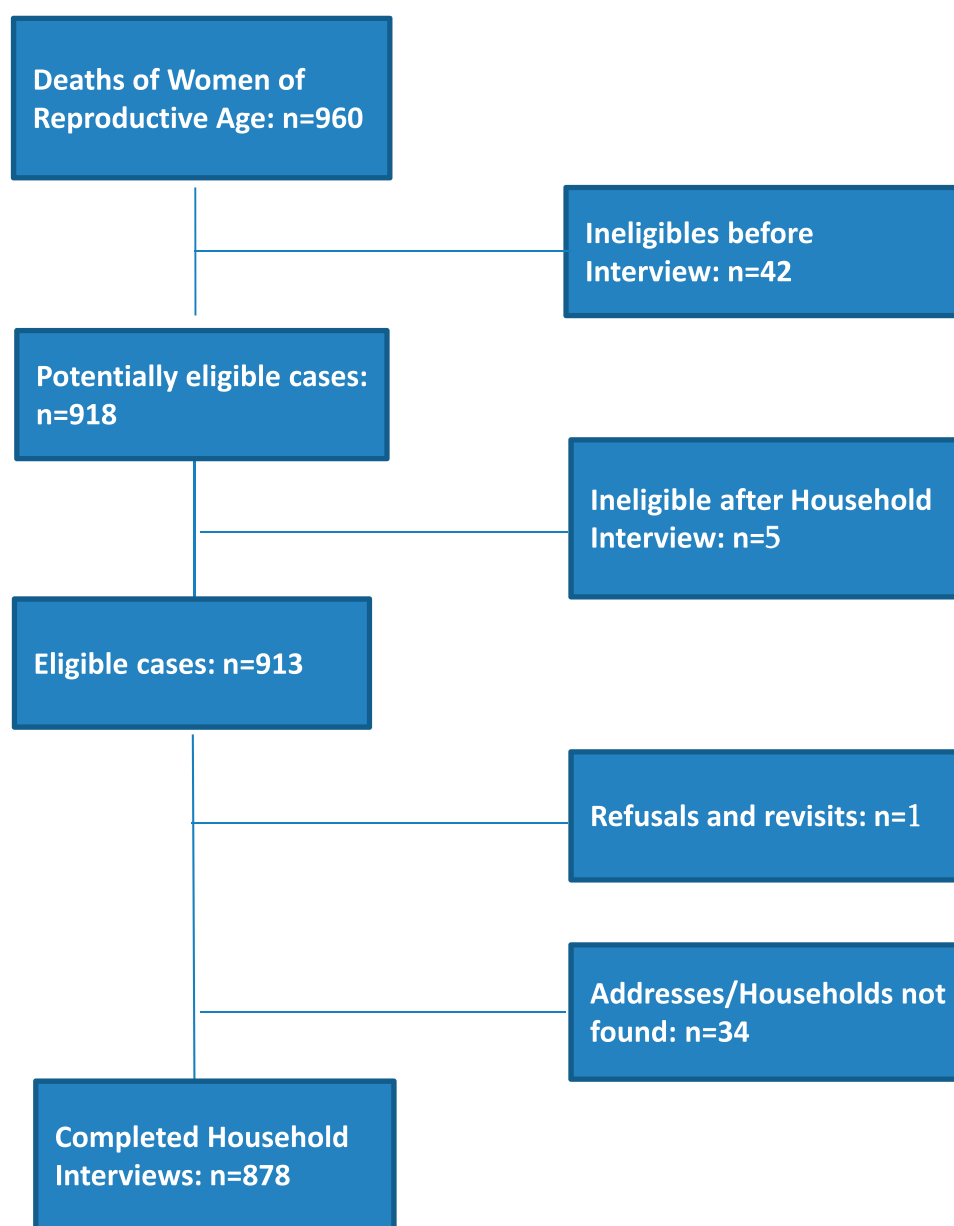 Deaths of Women of
Reproductive Age: n=960
Ineligibles before
Interview: n=42
Potentially eligible cases:
n=918
Ineligible after Household
Interview: n=5
Eligible cases: n=913
Refusals and revisits: n=1
Addresses/Households not
found: n=34
Completed Household
Interviews: n=878